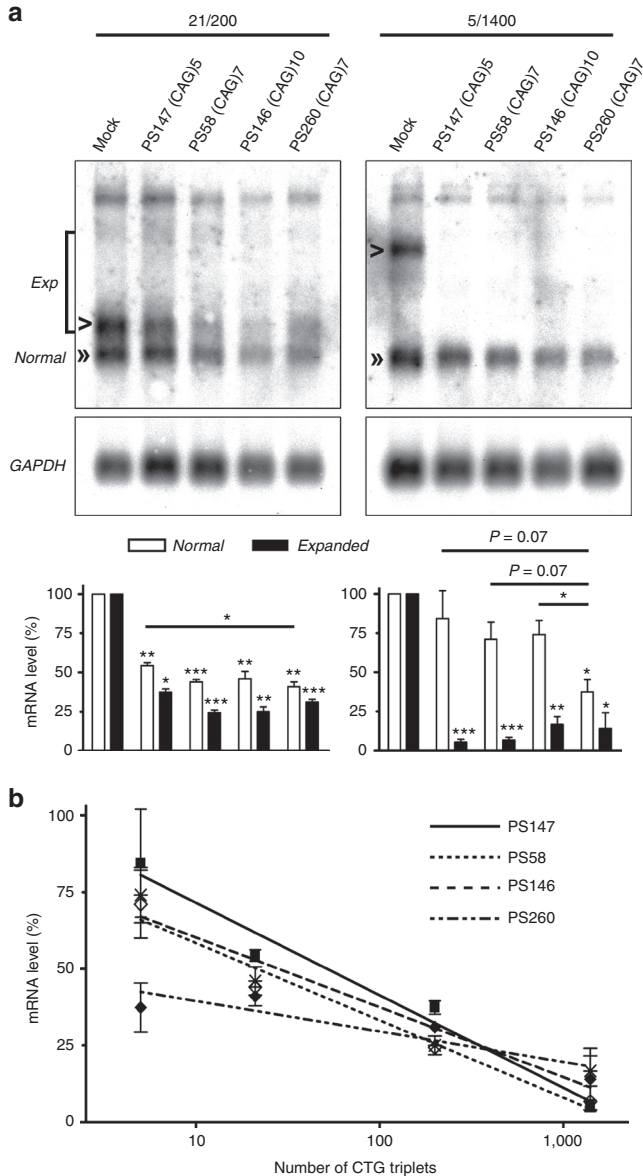 a
21/200 5/1400
Mock PS147 (CAG)5 PS58 (CAG)7 PS146 (CAG)10 PS260 (CAG)7 Mock PS147 (CAG)5 PS58 (CAG)7 PS146 (CAG)10 PS260 (CAG)7
Exp
>
>
Normal
»
»
GAPDH
Normal Expanded
P = 0.07
P = 0.07
*
*
mRNA level (%)
100
75
50
25
0
** * *** *** ** ** ** ***
100
75
50
25
0
*** *** ** * *
b
mRNA level (%)
100
75
50
25
0
PS147
PS58
PS146
PS260
10 100 1,000
Number of CTG triplets